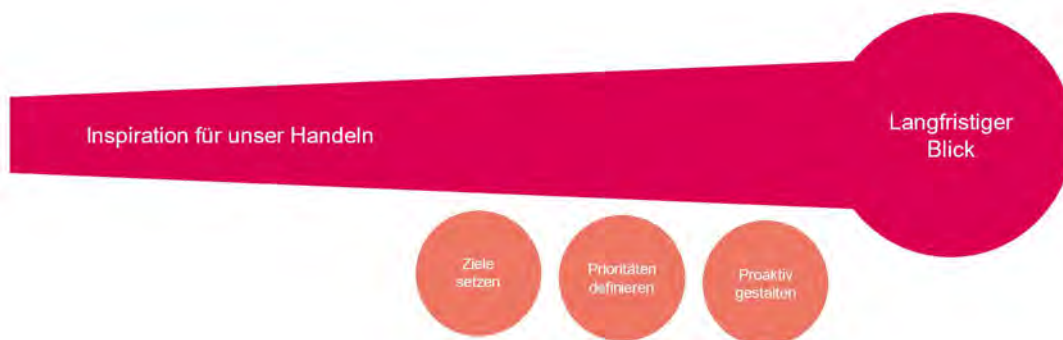 Inspiration für unser Handeln
Langfristiger
Blick
Ziele
setzen
Prioritäten
definieren
Proaktiv
gestalten